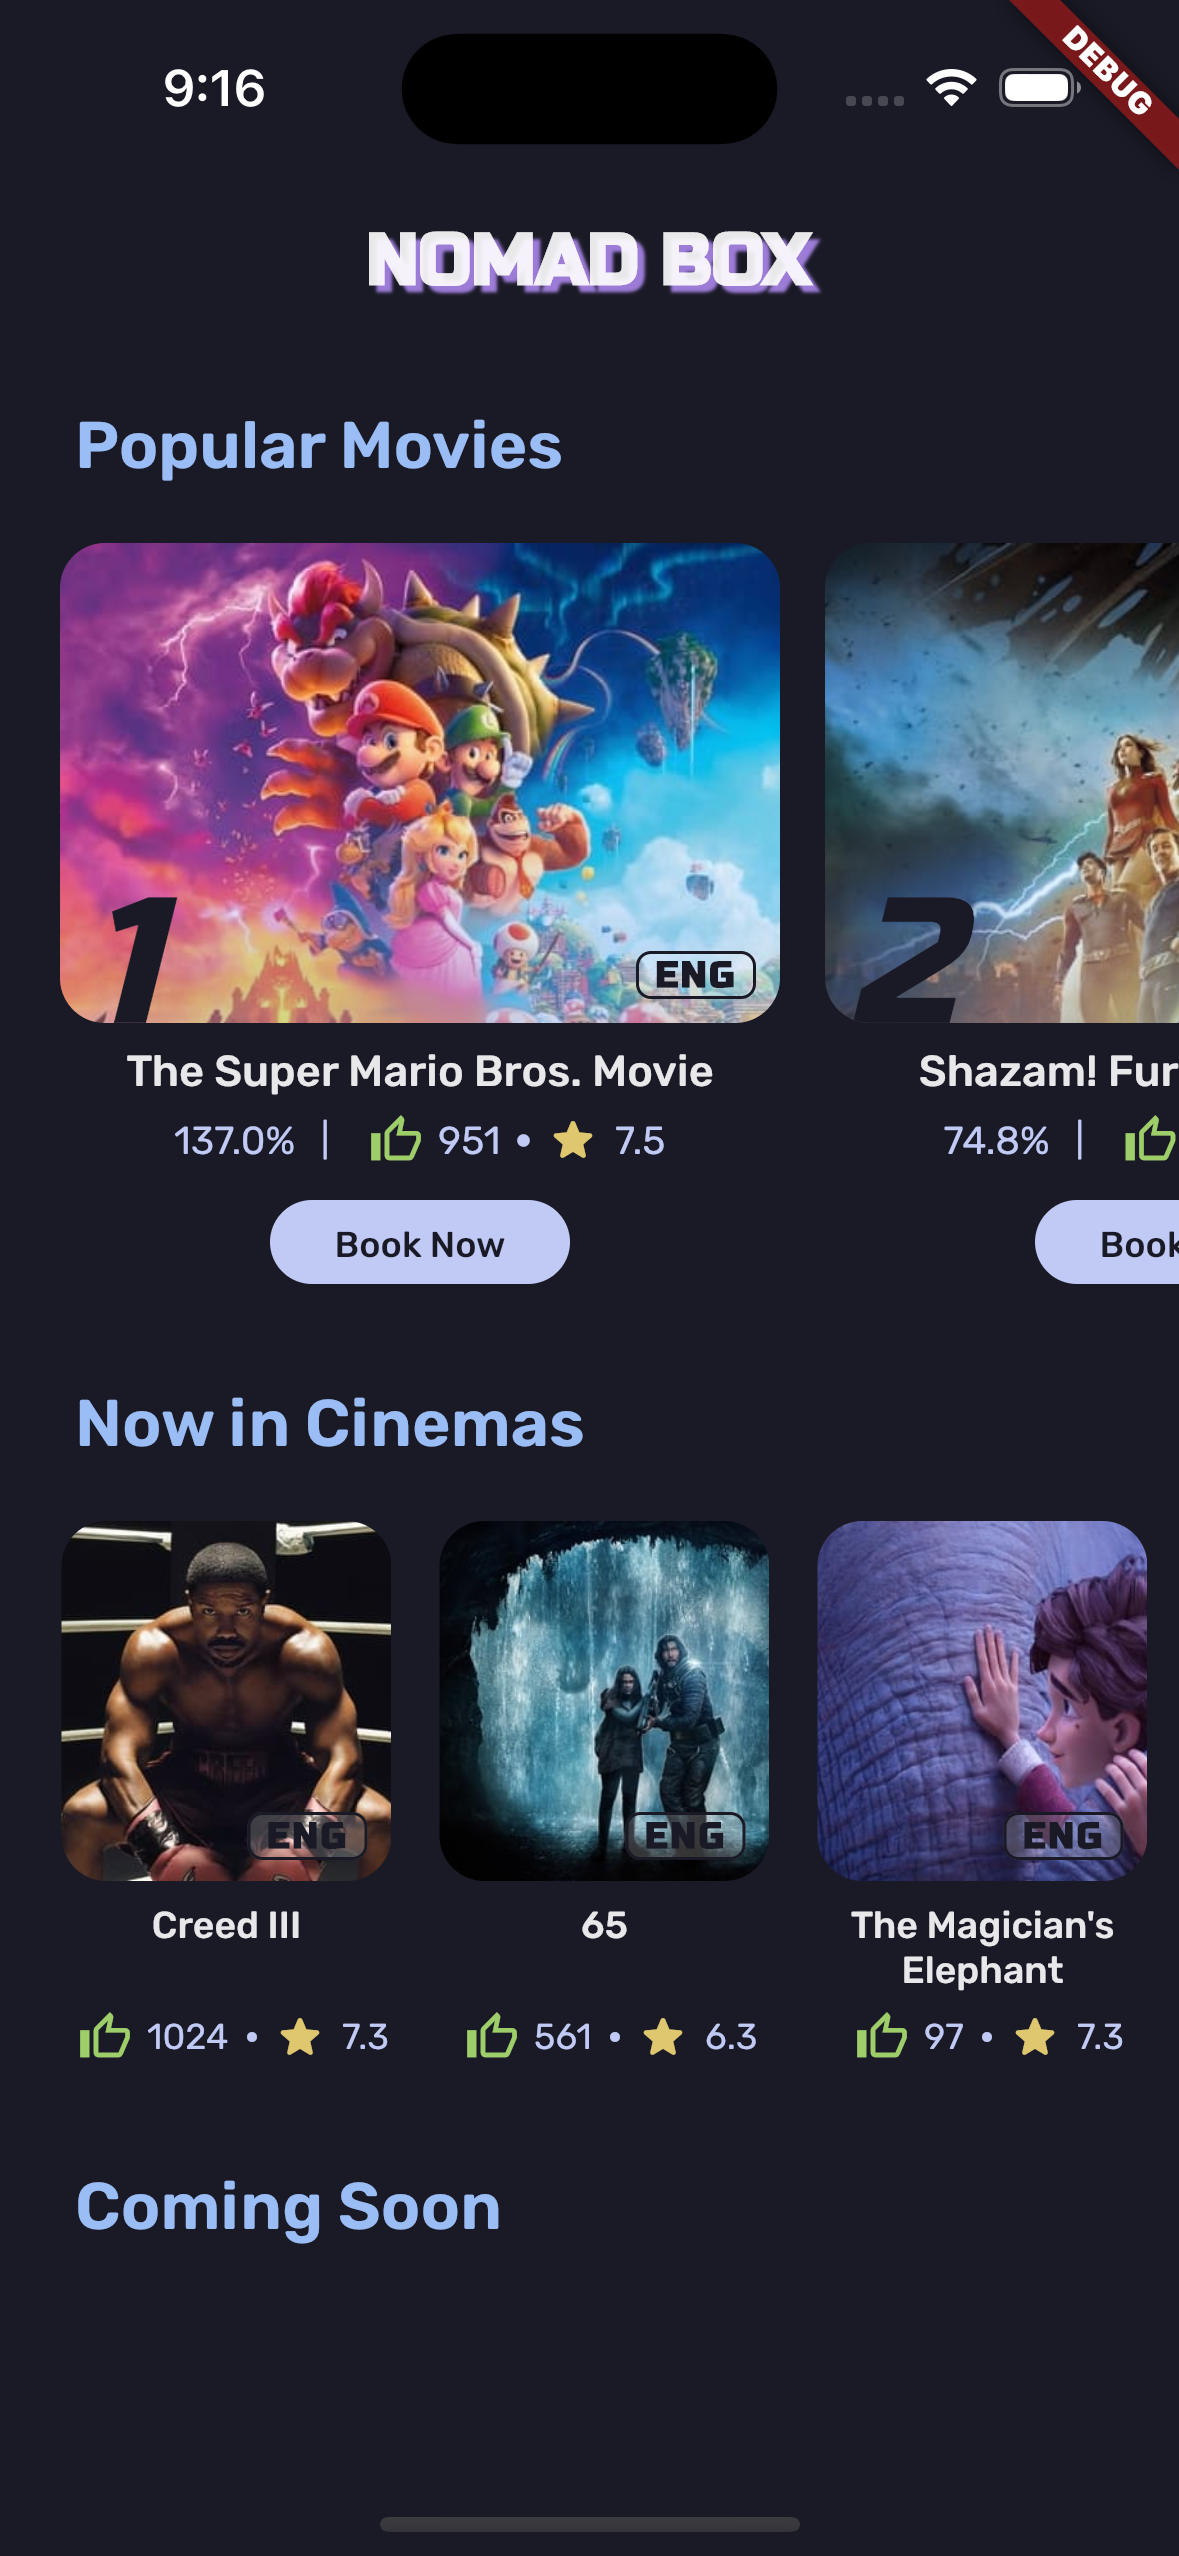 9:16
DEBUG
NOMAD BOX
Popular Movies
1
ENG
2
The Super Mario Bros. Movie
Shazam! Fur
137.0% | 951 • 7.5
74.8% |
Book Now
Book
Now in Cinemas
ENG
ENG
ENG
Creed III
65
The Magician's
Elephant
1024 • 7.3
561 • 6.3
97 • 7.3
Coming Soon